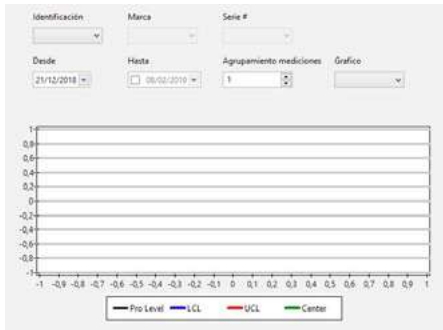 Identificación Marca Serie #
Desde Hasta Agrupamiento mediciones Grafico
21/12/2018 08/02/2019 1
1
0,8
0,6
0,4
0,2
0
-0,2
-0,4
-0,6
-0,8
-1
-1 -0,9 -0,8 -0,7 -0,6 -0,5 -0,4 -0,3 -0,2 -0,1 0 0,1 0,2 0,3 0,4 0,5 0,6 0,7 0,8 0,9 1
Pro Level LCL UCL Center